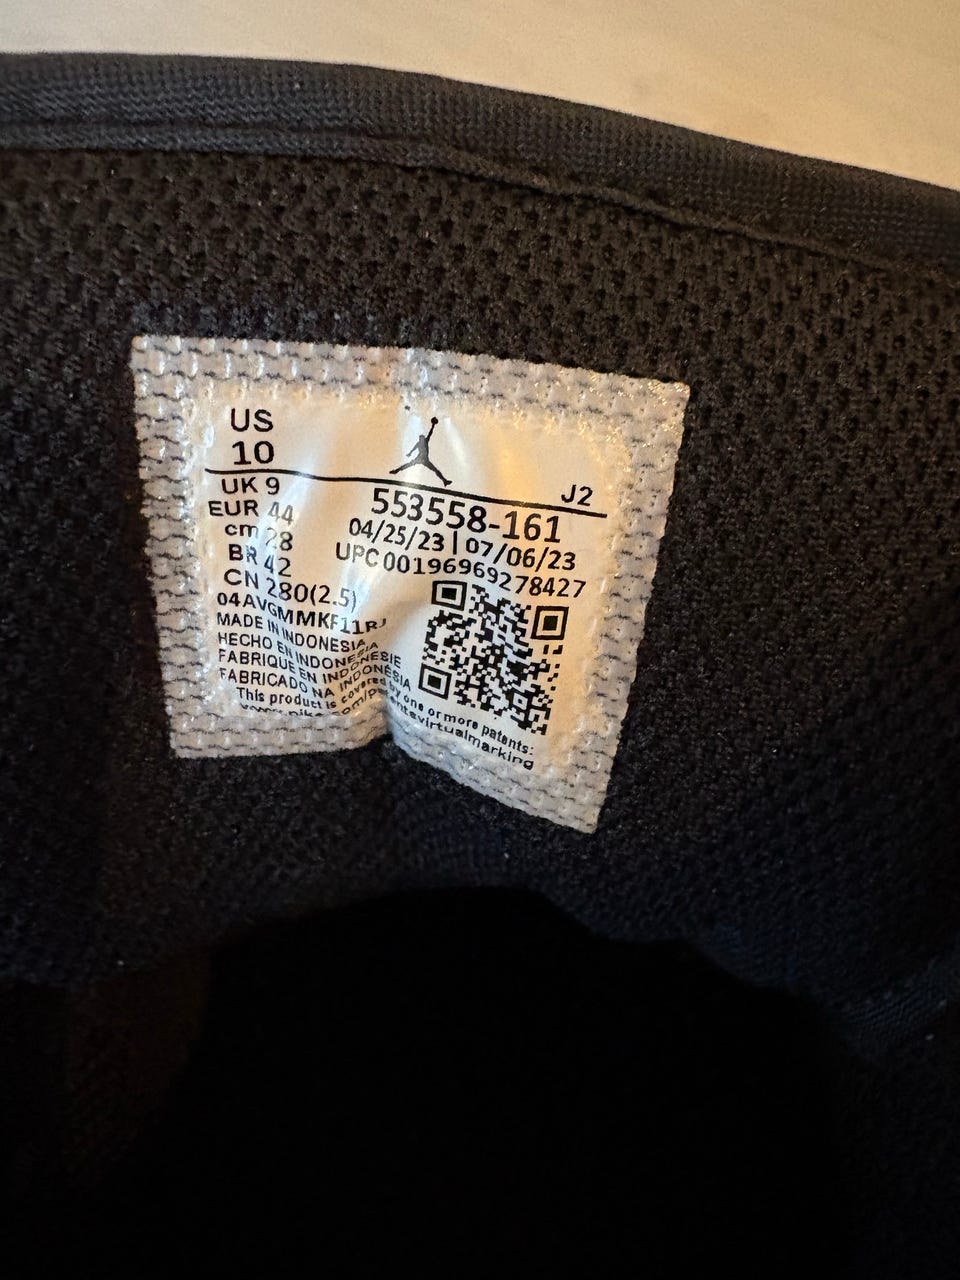 US
10
J2
UK 9
EUR 44
cm 28
BR 42
CN 280(2.5)
553558-161
04/25/23 | 07/06/23
UPC 00196969278427
04AVGMMKF11RJ
MADE IN INDONESIA
HECHO EN INDONESIA
FABRIQUE EN INDONESIE
FABRICADO NA INDONÉSIA
This product is covered by one or more patents: